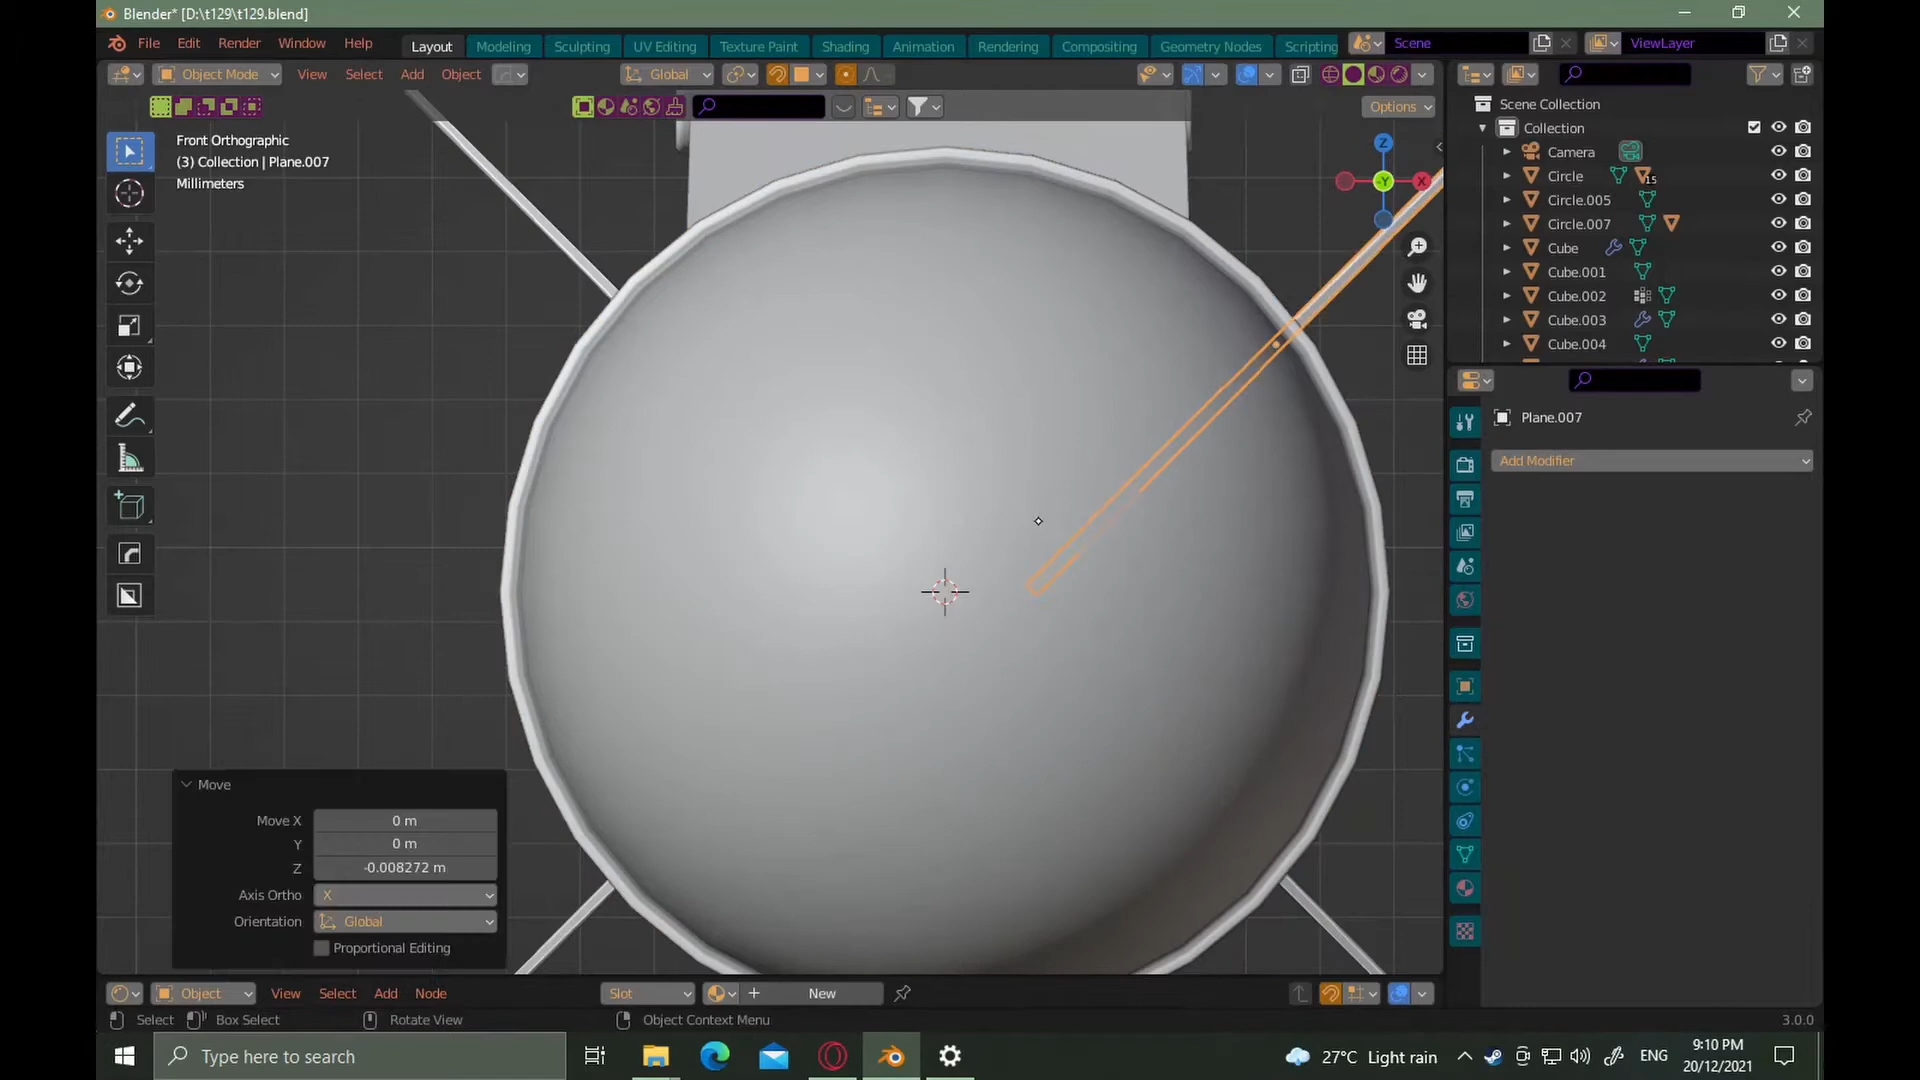 Blender* [D:\t129\t129.blend]
File Edit Render Window Help
Layout Modeling Sculpting UV Editing Texture Paint Shading Animation Rendering Compositing Geometry Nodes Scripting
Scene
ViewLayer
Object Mode View Select Add Object
Global
Options
Front Orthographic
(3) Collection | Plane.007
Millimeters
Z
X
-Y
Scene Collection
Collection
Camera
Circle 15
Circle.005
Circle.007
Cube
Cube.001
Cube.002
Cube.003
Cube.004
Plane.007
Add Modifier
Move
Move X 0 m
Y 0 m
Z -0.008272 m
Axis Ortho X
Orientation Global
Proportional Editing
Object View Select Add Node
Slot
New
Select Box Select Rotate View Object Context Menu
3.0.0
Type here to search
27°C Light rain
ENG
9:10 PM
20/12/2021